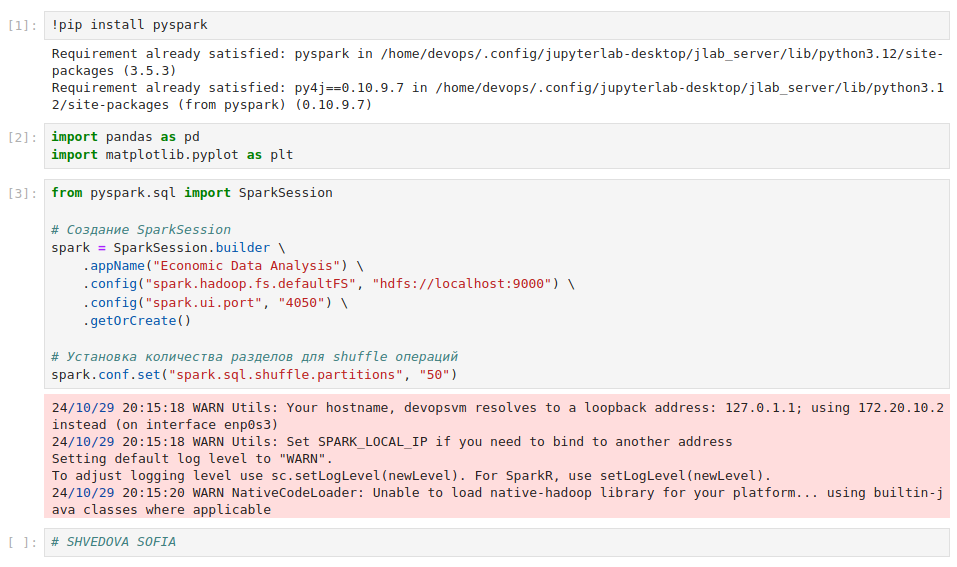 [1]: !pip install pyspark
Requirement already satisfied: pyspark in /home/devops/.config/jupyterlab-desktop/jlab_server/lib/python3.12/site-
packages (3.5.3)
Requirement already satisfied: py4j==0.10.9.7 in /home/devops/.config/jupyterlab-desktop/jlab_server/lib/python3.1
2/site-packages (from pyspark) (0.10.9.7)
[2]: import pandas as pd
import matplotlib.pyplot as plt
[3]: from pyspark.sql import SparkSession
# Создание SparkSession
spark = SparkSession.builder \
    .appName("Economic Data Analysis") \
    .config("spark.hadoop.fs.defaultFS", "hdfs://localhost:9000") \
    .config("spark.ui.port", "4050") \
    .getOrCreate()
# Установка количества разделов для shuffle операций
spark.conf.set("spark.sql.shuffle.partitions", "50")
24/10/29 20:15:18 WARN Utils: Your hostname, devopsvm resolves to a loopback address: 127.0.1.1; using 172.20.10.2
instead (on interface enp0s3)
24/10/29 20:15:18 WARN Utils: Set SPARK_LOCAL_IP if you need to bind to another address
Setting default log level to "WARN".
To adjust logging level use sc.setLogLevel(newLevel). For SparkR, use setLogLevel(newLevel).
24/10/29 20:15:20 WARN NativeCodeLoader: Unable to load native-hadoop library for your platform... using builtin-j
ava classes where applicable
[ ]: # SHVEDOVA SOFIA